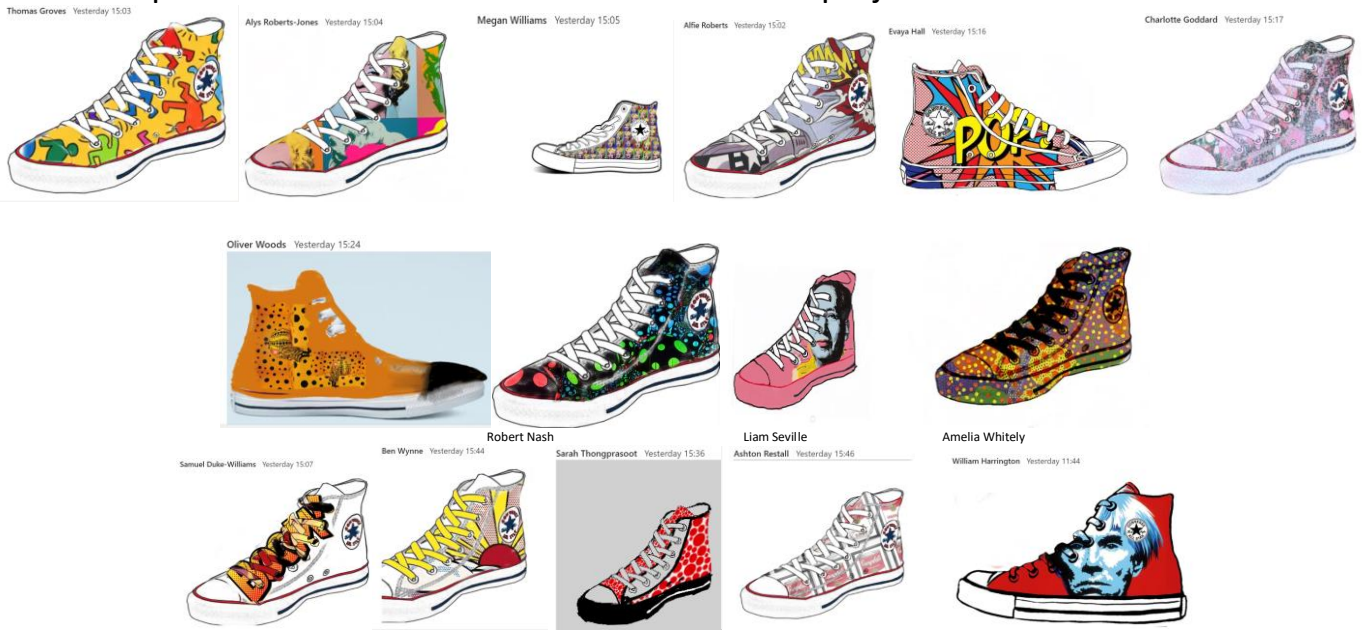 Thomas Groves Yesterday 15:03
Alys Roberts-Jones Yesterday 15:04
Megan Williams Yesterday 15:05
Alfie Roberts Yesterday 15:02
Evaya Hall Yesterday 15:16
Charlotte Goddard Yesterday 15:17
POP
Oliver Woods Yesterday 15:24
Robert Nash
Liam Seville
Amelia Whitely
Samuel Duke-Williams Yesterday 15:07
Ben Wynne Yesterday 15:44
Sarah Thongprasoot Yesterday 15:36
Ashton Restall Yesterday 15:46
William Harrington Yesterday 11:44